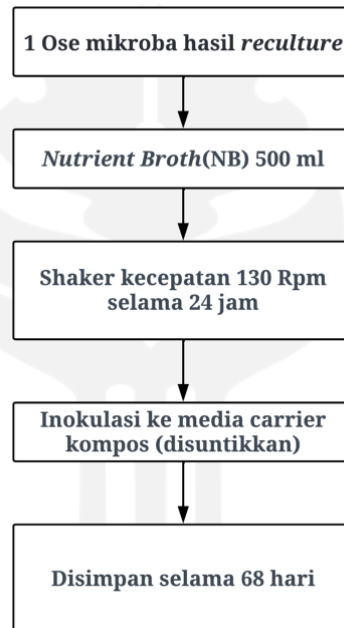 1 Ose mikroba hasil reculture
Nutrient Broth(NB) 500 ml
Shaker kecepatan 130 Rpm
selama 24 jam
Inokulasi ke media carrier
kompos (disuntikkan)
Disimpan selama 68 hari